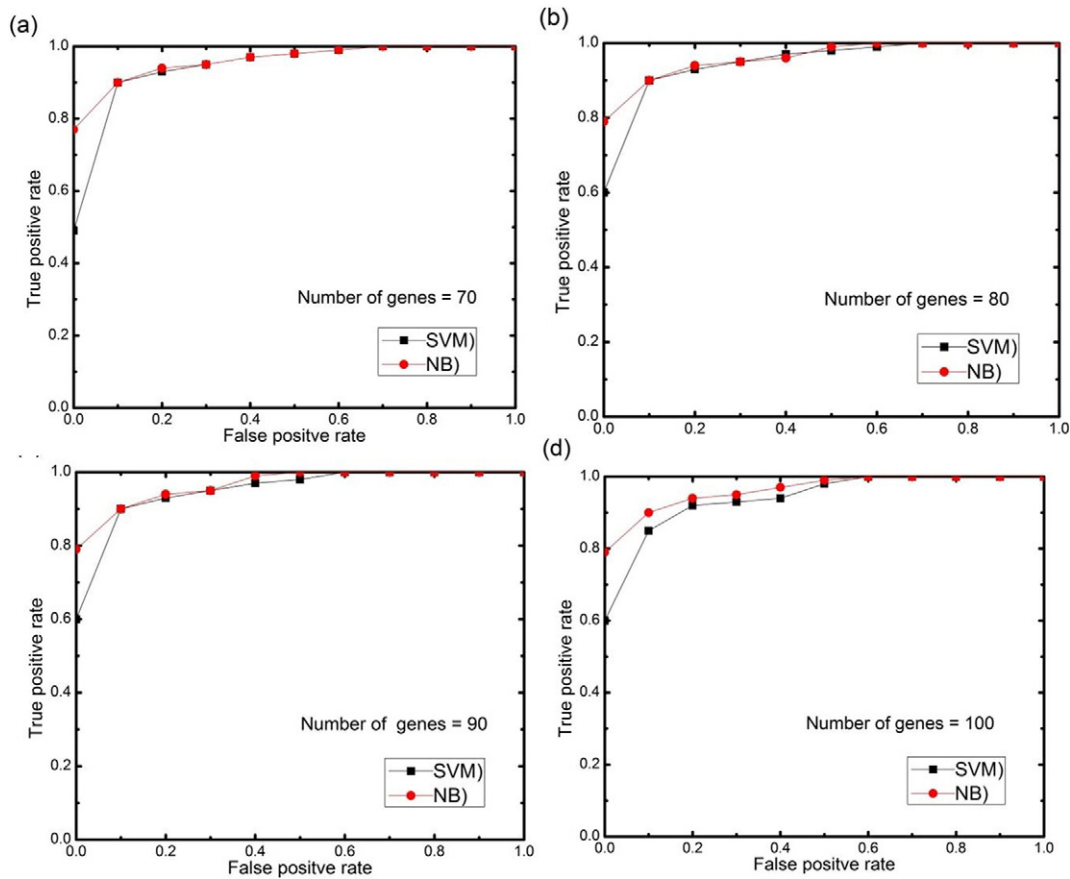 (a)
1.0
0.8
0.6
0.4
0.2
0.0
True positive rate
Number of genes = 70
SVM)
NB)
0.0 0.2 0.4 0.6 0.8 1.0
False positve rate
(b)
1.0
0.8
0.6
0.4
0.2
0.0
True positive rate
Number of genes = 80
SVM)
NB)
0.0 0.2 0.4 0.6 0.8 1.0
False positve rate
1.0
0.8
0.6
0.4
0.2
0.0
True positive rate
Number of genes = 90
SVM)
NB)
0.0 0.2 0.4 0.6 0.8 1.0
False positve rate
(d)
1.0
0.8
0.6
0.4
0.2
0.0
True positive rate
Number of genes = 100
SVM)
NB)
0.0 0.2 0.4 0.6 0.8 1.0
False positve rate